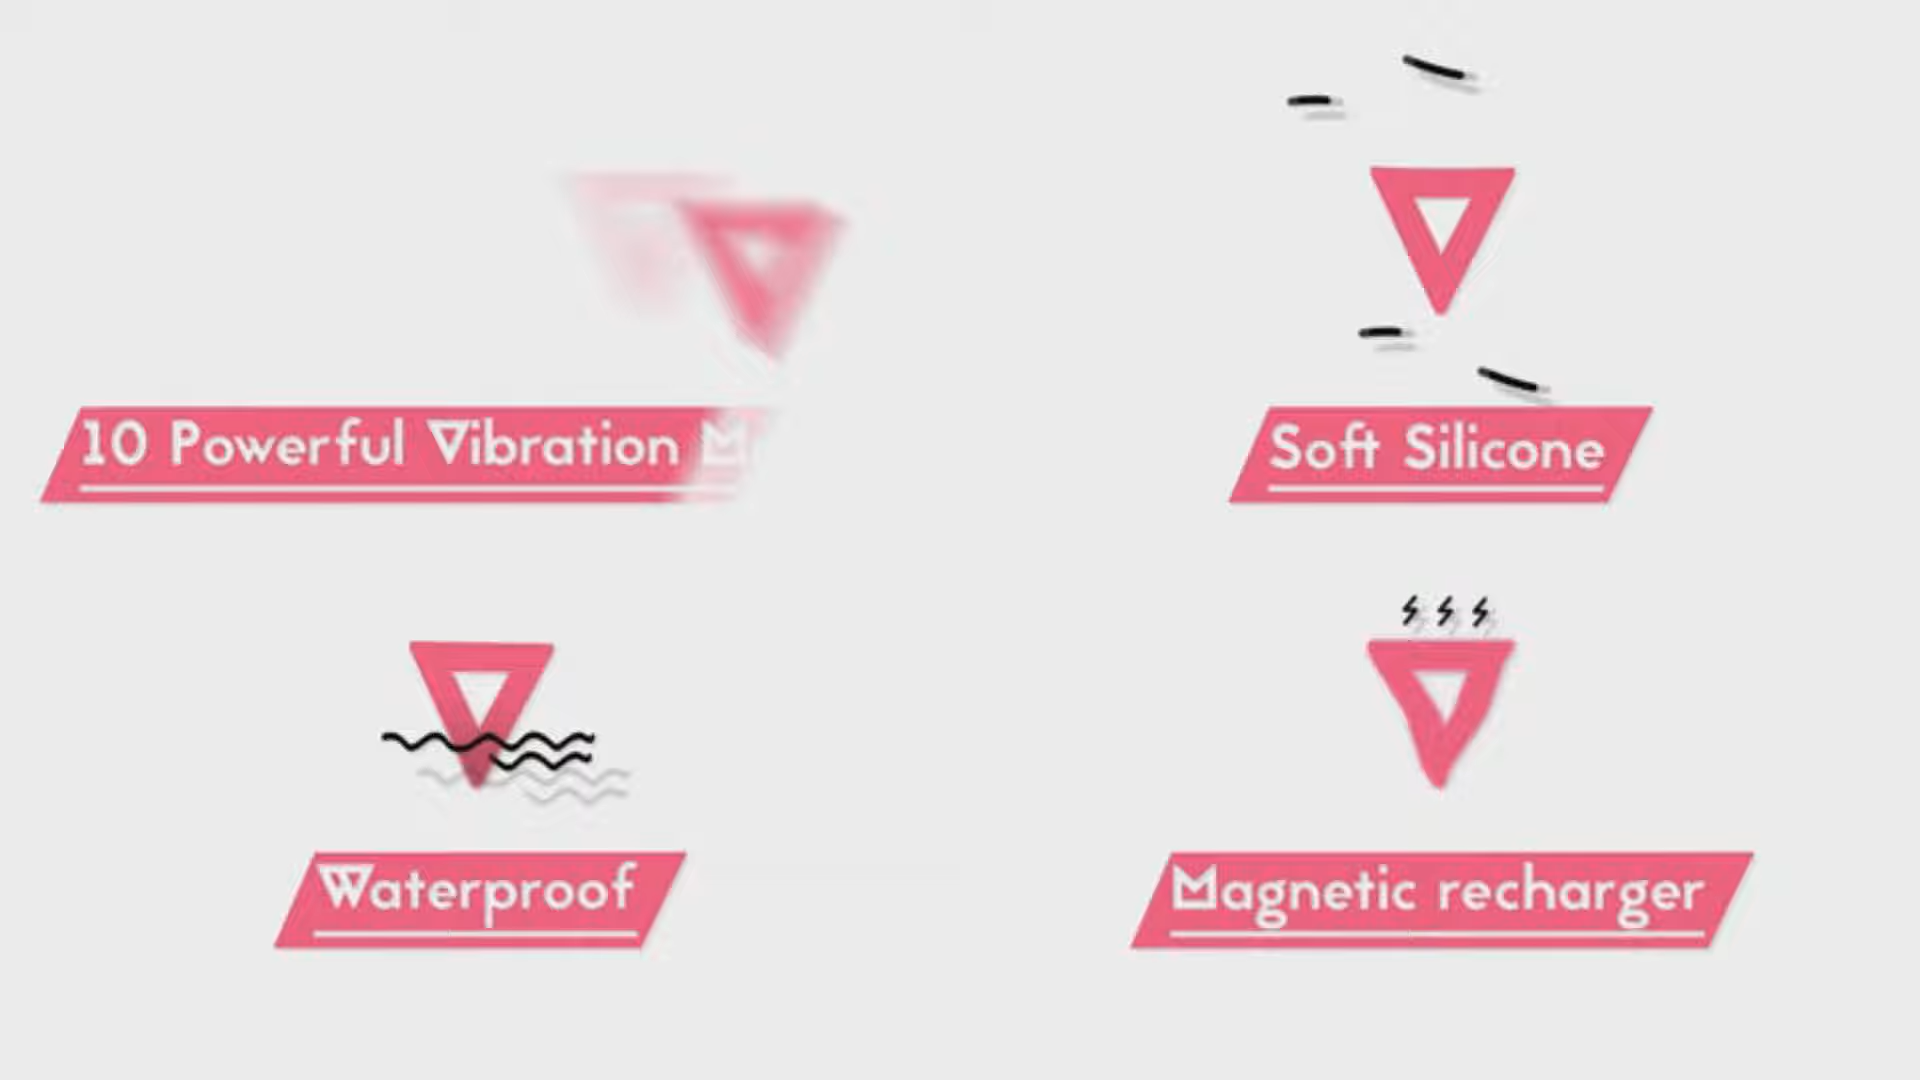 10 Powerful Vibration M
Soft Silicone
Waterproof
Magnetic recharger